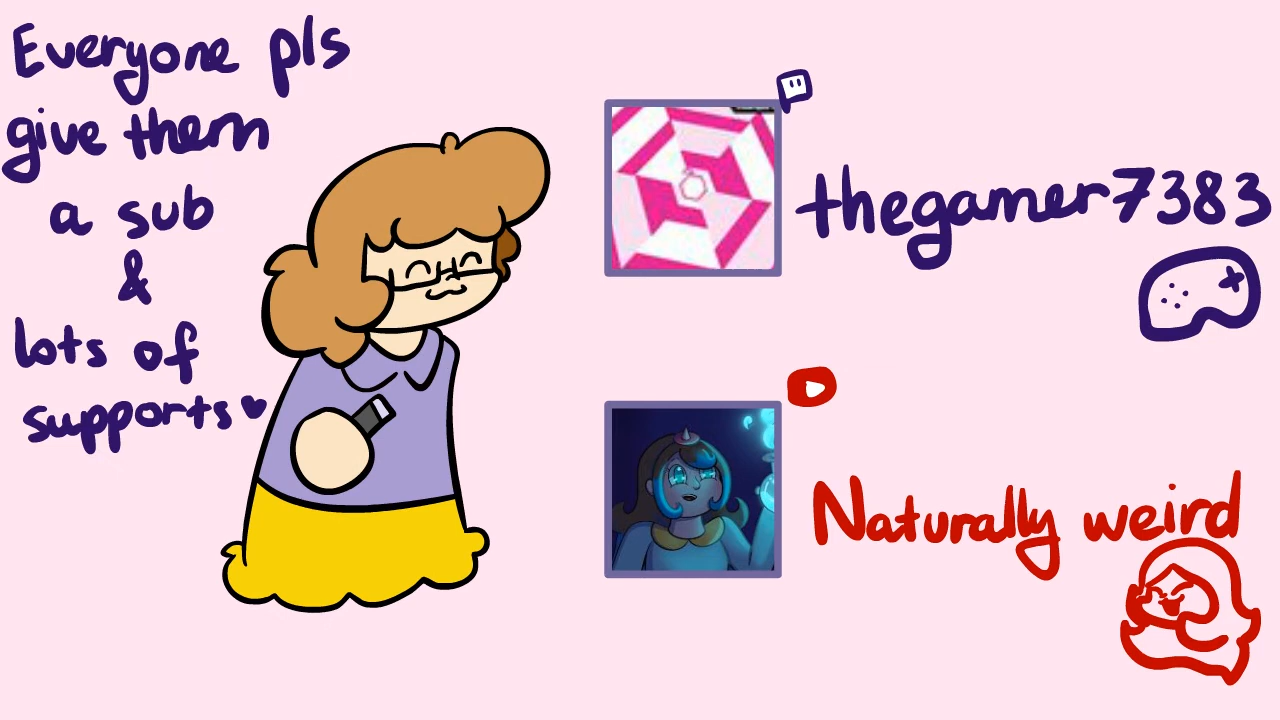 Everyone pls
give them
a sub
&
lots of
supports♥
thegamer7383
Naturally weird